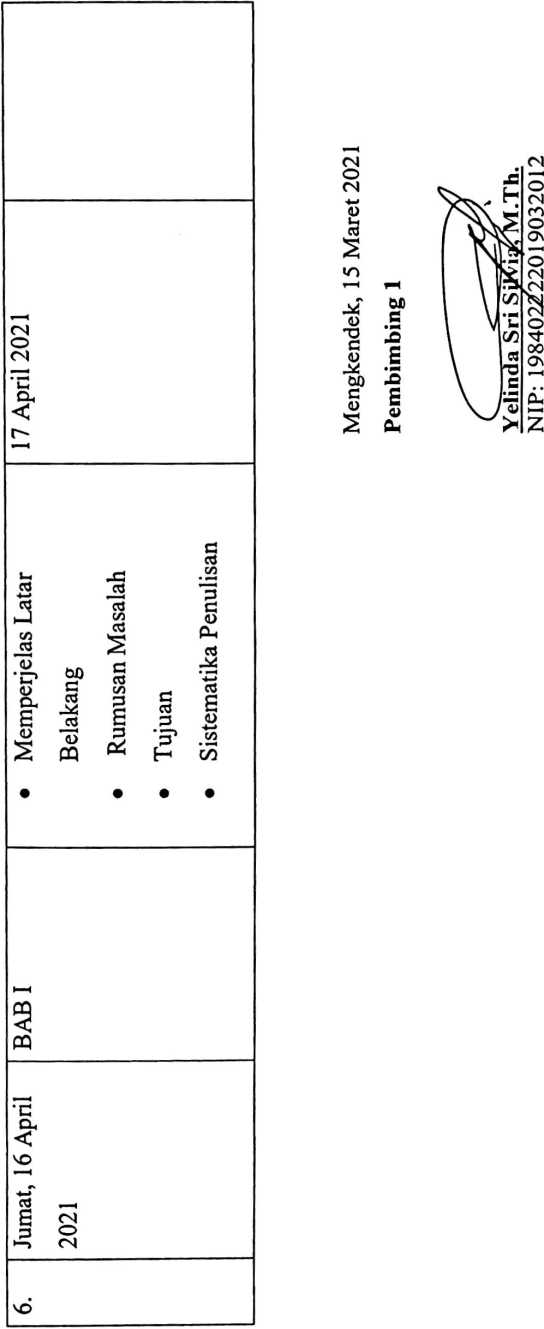 6.
Jumat, 16 April
2021
BAB I
• Memperjelas Latar
Belakang
• Rumusan Masalah
• Tujuan
• Sistematika Penulisan
17 April 2021
Mengkendek, 15 Maret 2021
Pembimbing 1
Yelinda Sri Silvia, M.Th.
NIP: 198402222019032012